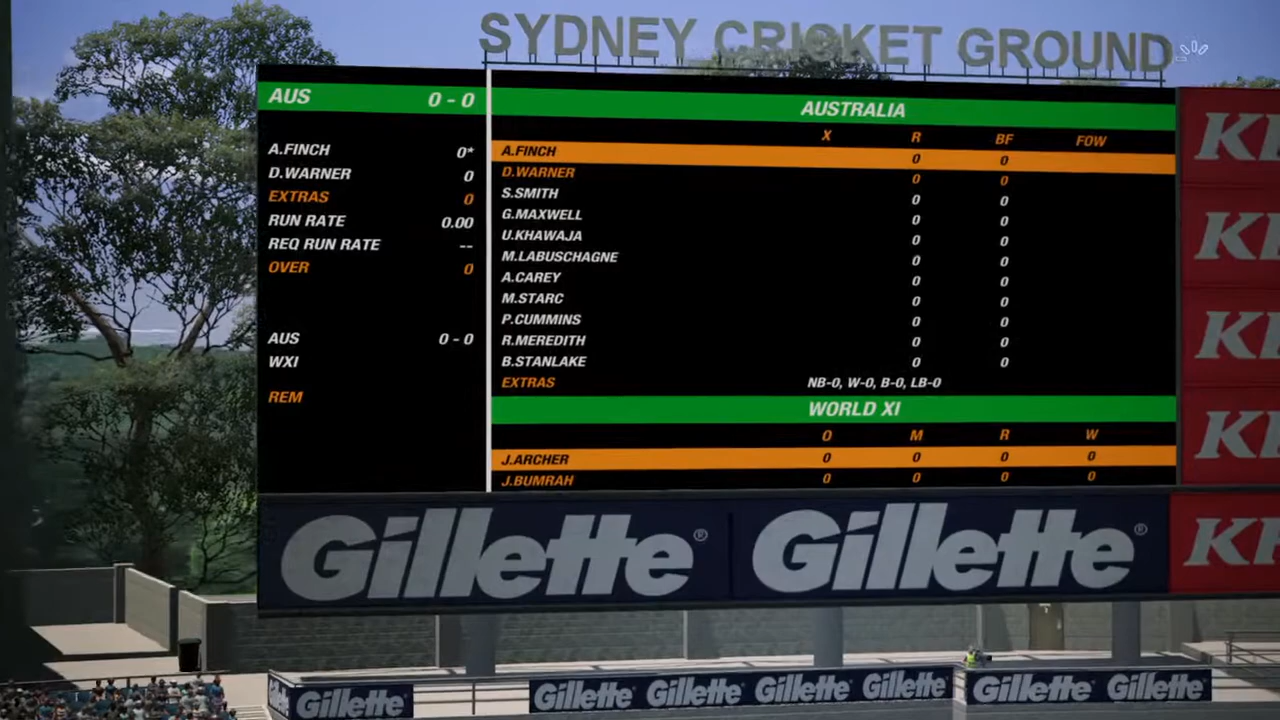 SYDNEY CRICKET GROUND
AUS 0 - 0
A.FINCH 0*
D.WARNER 0
EXTRAS 0
RUN RATE 0.00
REQ RUN RATE --
OVER 0
AUS 0 - 0
WXI
REM
AUSTRALIA
X R BF FOW
A.FINCH 0 0
D.WARNER 0 0
S.SMITH 0 0
G.MAXWELL 0 0
U.KHAWAJA 0 0
M.LABUSCHAGNE 0 0
A.CAREY 0 0
M.STARC 0 0
P.CUMMINS 0 0
R.MEREDITH 0 0
B.STANLAKE 0 0
EXTRAS NB-0, W-0, B-0, LB-0
WORLD XI
O M R W
J.ARCHER 0 0 0 0
J.BUMRAH 0 0 0 0
Gillette® Gillette®
Gillette Gillette Gillette Gillette Gillette Gillette Gillette